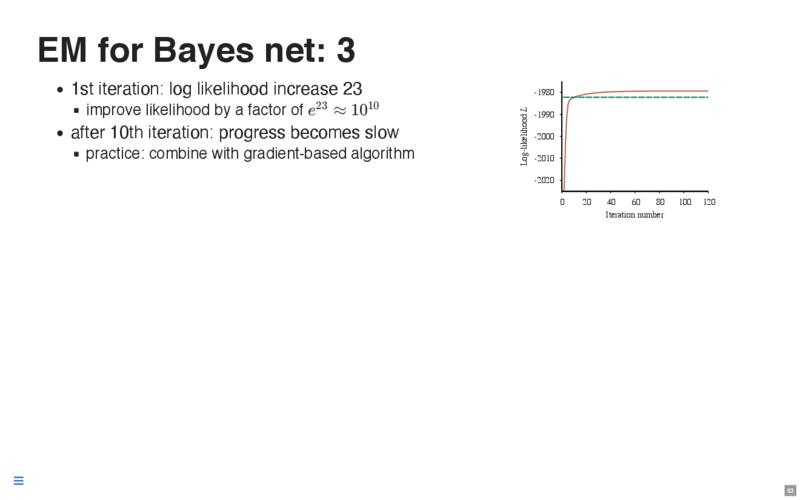 EM for Bayes net: 3
1st iteration: log likelihood increase 23
improve likelihood by a factor of e^23 ≈ 10^10
after 10th iteration: progress becomes slow
practice: combine with gradient-based algorithm
-1980
-1990
-2000
-2010
-2020
Log-likelihood L
0 20 40 60 80 100 120
Iteration number